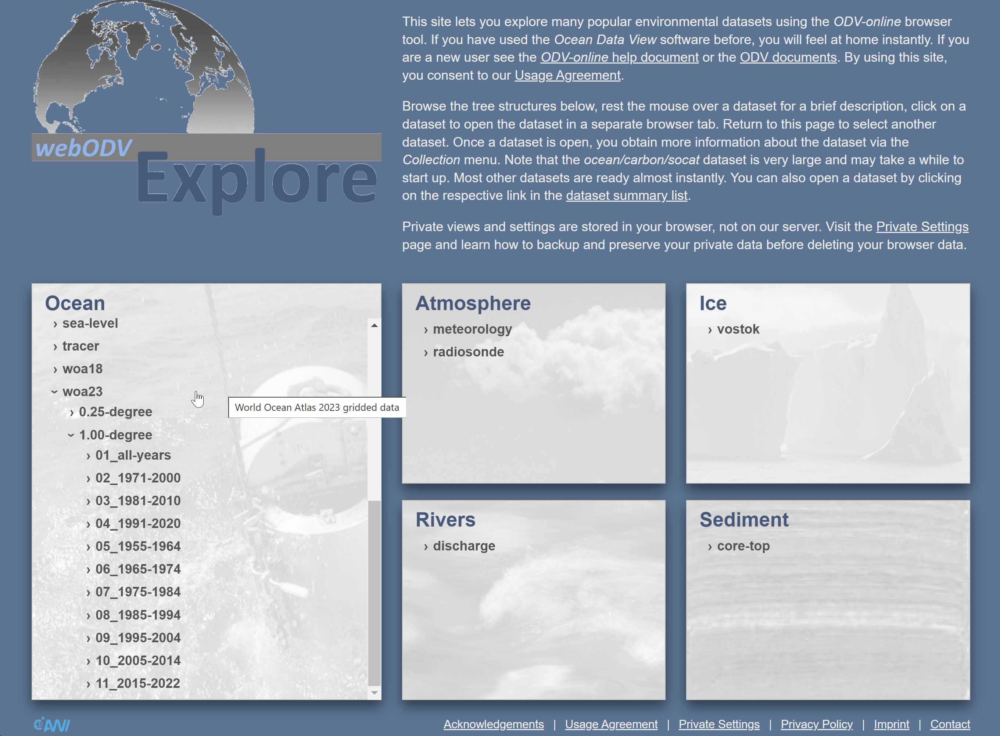 This site lets you explore many popular environmental datasets using the ODV-online browser
tool. If you have used the Ocean Data View software before, you will feel at home instantly. If you
are a new user see the ODV-online help document or the ODV documents. By using this site,
you consent to our Usage Agreement.
Browse the tree structures below, rest the mouse over a dataset for a brief description, click on a
dataset to open the dataset in a separate browser tab. Return to this page to select another
dataset. Once a dataset is open, you obtain more information about the dataset via the
Collection menu. Note that the ocean/carbon/socat dataset is very large and may take a while to
start up. Most other datasets are ready almost instantly. You can also open a dataset by clicking
on the respective link in the dataset summary list.
Private views and settings are stored in your browser, not on our server. Visit the Private Settings
page and learn how to backup and preserve your private data before deleting your browser data.
webODV
Explore
Ocean
sea-level
tracer
woa18
woa23
World Ocean Atlas 2023 gridded data
0.25-degree
1.00-degree
01_all-years
02_1971-2000
03_1981-2010
04_1991-2020
05_1955-1964
06_1965-1974
07_1975-1984
08_1985-1994
09_1995-2004
10_2005-2014
11_2015-2022
Atmosphere
meteorology
radiosonde
Ice
vostok
Rivers
discharge
Sediment
core-top
AWI
Acknowledgements | Usage Agreement | Private Settings | Privacy Policy | Imprint | Contact